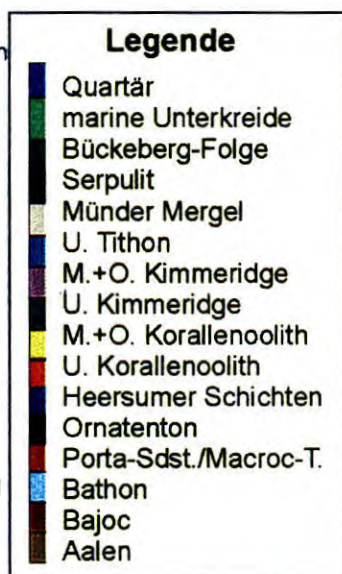 Legende
Quartär
marine Unterkreide
Bückeberg-Folge
Serpulit
Münder Mergel
U. Tithon
M.+O. Kimmeridge
U. Kimmeridge
M.+O. Korallenoolith
U. Korallenoolith
Heersumer Schichten
Ornatenton
Porta-Sdst./Macroc-T.
Bathon
Bajoc
Aalen